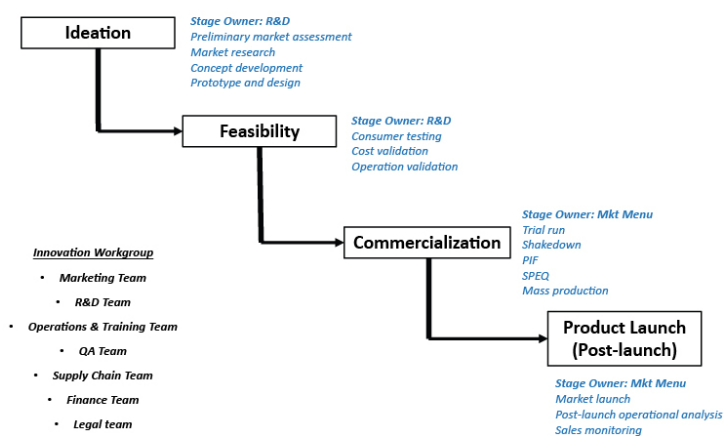 Ideation
Stage Owner: R&D
Preliminary market assessment
Market research
Concept development
Prototype and design
Feasibility
Stage Owner: R&D
Consumer testing
Cost validation
Operation validation
Commercialization
Stage Owner: Mkt Menu
Trial run
Shakedown
PIF
SPEQ
Mass production
Product Launch
(Post-launch)
Stage Owner: Mkt Menu
Market launch
Post-launch operational analysis
Sales monitoring
Innovation Workgroup
• Marketing Team
• R&D Team
• Operations & Training Team
• QA Team
• Supply Chain Team
• Finance Team
• Legal team